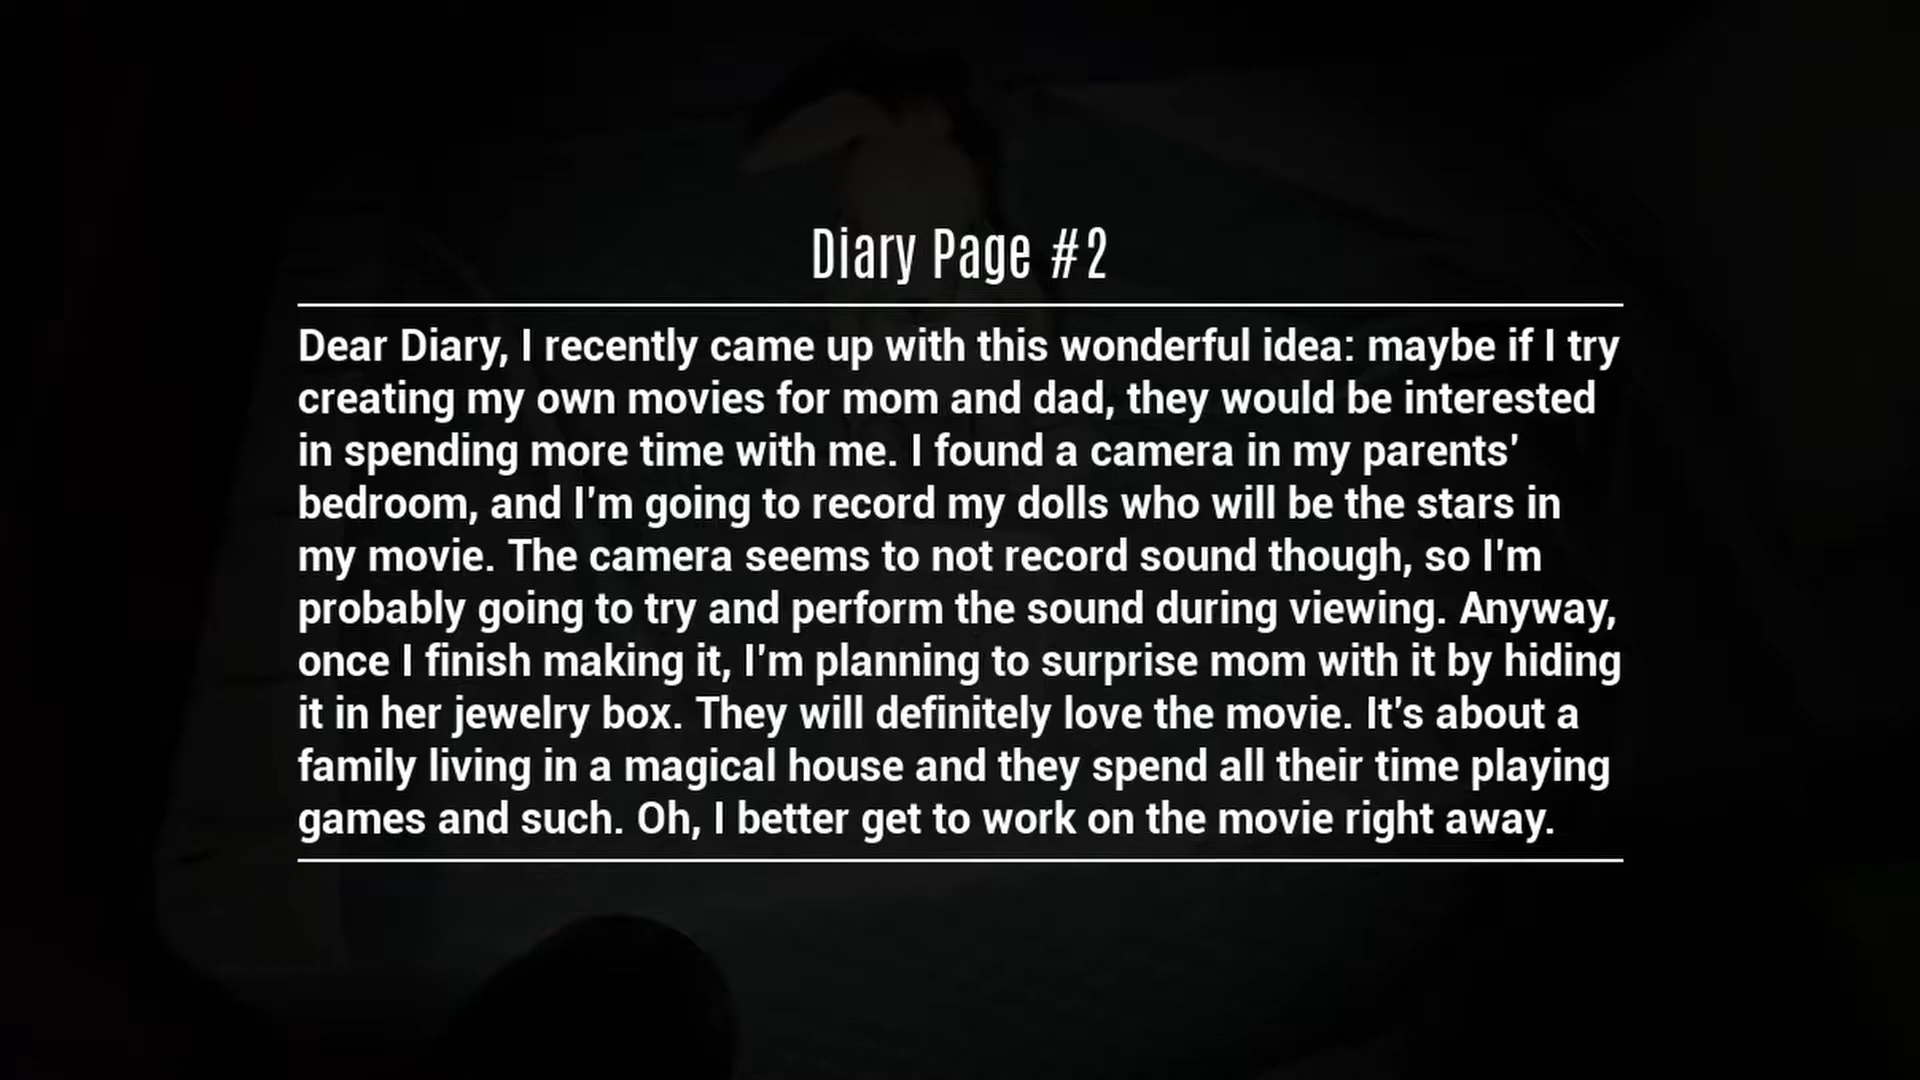 Diary Page #2
Dear Diary, I recently came up with this wonderful idea: maybe if I try
creating my own movies for mom and dad, they would be interested
in spending more time with me. I found a camera in my parents'
bedroom, and I'm going to record my dolls who will be the stars in
my movie. The camera seems to not record sound though, so I'm
probably going to try and perform the sound during viewing. Anyway,
once I finish making it, I'm planning to surprise mom with it by hiding
it in her jewelry box. They will definitely love the movie. It's about a
family living in a magical house and they spend all their time playing
games and such. Oh, I better get to work on the movie right away.